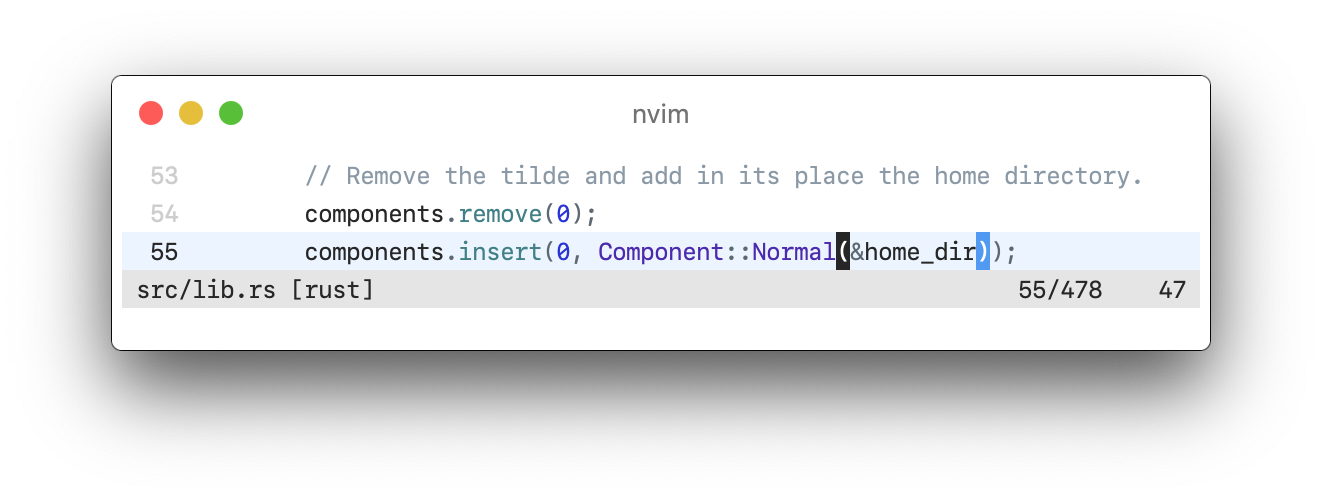 nvim
53 // Remove the tilde and add in its place the home directory.
54 components.remove(0);
55 components.insert(0, Component::Normal(&home_dir));
src/lib.rs [rust] 55/478 47